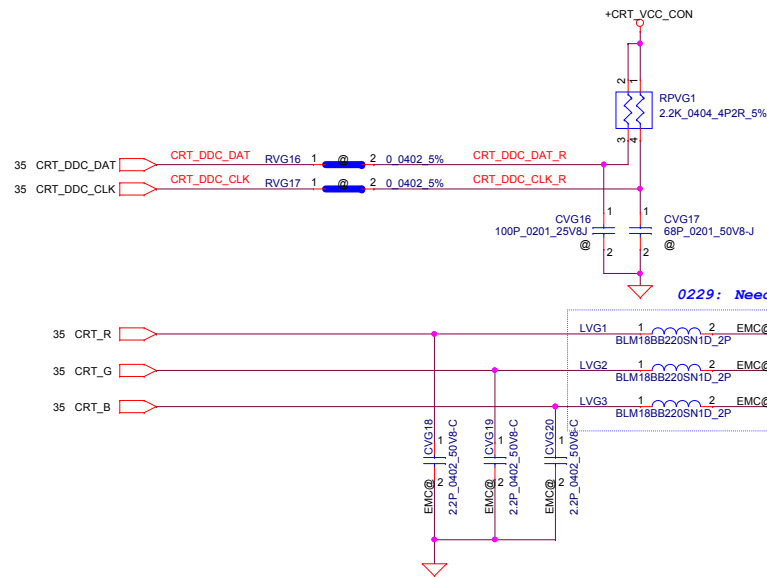 +CRT_VCC_CON
2 1
RPVG1
2.2K_0404_4P2R_5%
3 4
35 CRT_DDC_DAT CRT_DDC_DAT RVG16 1 @ 2 0_0402_5% CRT_DDC_DAT_R
35 CRT_DDC_CLK CRT_DDC_CLK RVG17 1 @ 2 0_0402_5% CRT_DDC_CLK_R
CVG16 1 1 CVG17
100P_0201_25V8J 68P_0201_50V8-J
@ 2 2 @
0229: Need
35 CRT_R LVG1 1 2 EMC@
BLM18BB220SN1D_2P
35 CRT_G LVG2 1 2 EMC@
BLM18BB220SN1D_2P
35 CRT_B LVG3 1 2 EMC@
BLM18BB220SN1D_2P
EMC@ CVG18 1 2 2.2P_0402_50V8-C
EMC@ CVG19 1 2 2.2P_0402_50V8-C
EMC@ CVG20 1 2 2.2P_0402_50V8-C